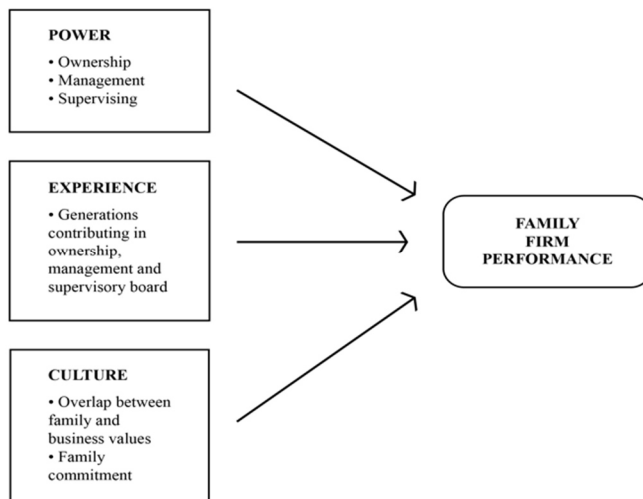 POWER
• Ownership
• Management
• Supervising
EXPERIENCE
• Generations
contributing in
ownership,
management and
supervisory board
CULTURE
• Overlap between
family and
business values
• Family
commitment
FAMILY
FIRM
PERFORMANCE